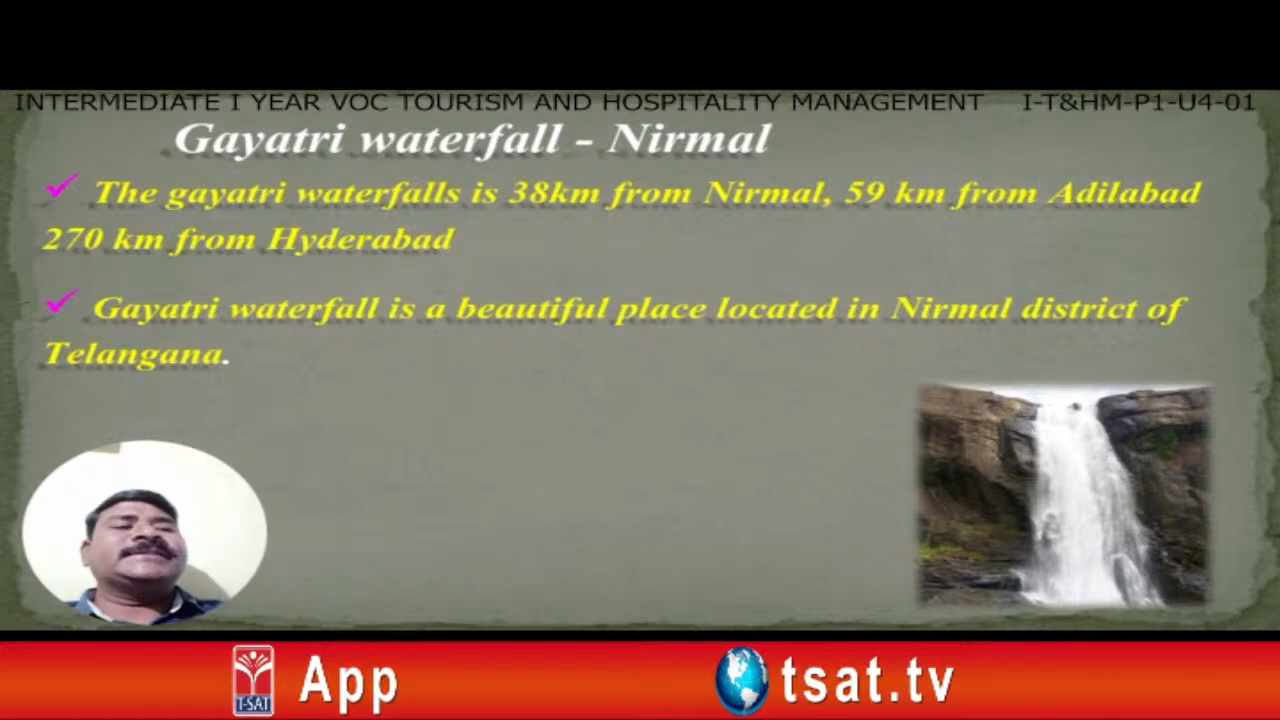 INTERMEDIATE I YEAR VOC TOURISM AND HOSPITALITY MANAGEMENT I-T&HM-P1-U4-01
Gayatri waterfall - Nirmal
✓ The gayatri waterfalls is 38km from Nirmal, 59 km from Adilabad
270 km from Hyderabad
✓ Gayatri waterfall is a beautiful place located in Nirmal district of
Telangana.
T-SAT App tsat.tv